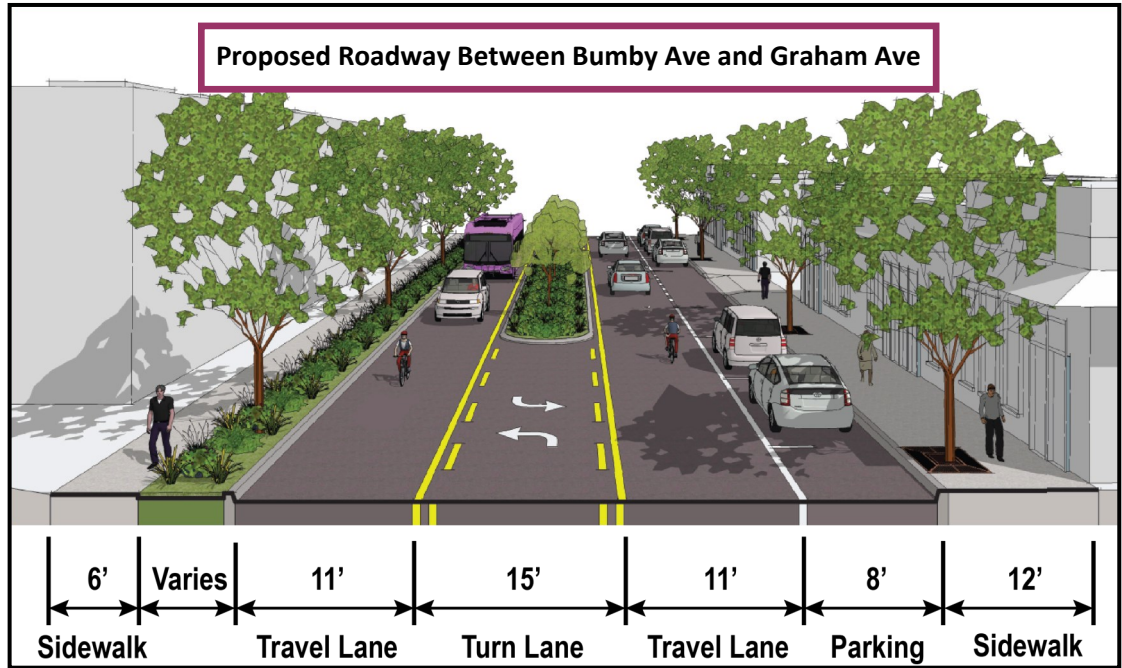 Proposed Roadway Between Bumby Ave and Graham Ave
6’ Varies 11’ 15’ 11’ 8’ 12’
Sidewalk Travel Lane Turn Lane Travel Lane Parking Sidewalk